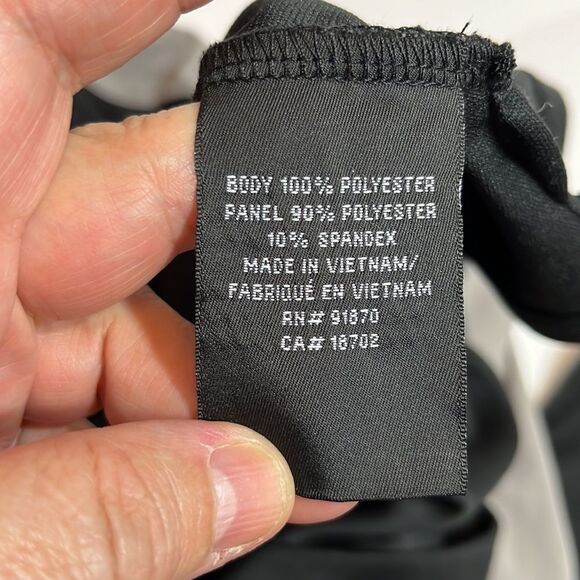 BODY 100% POLYESTER
PANEL 90% POLYESTER
10% SPANDEX
MADE IN VIETNAM/
FABRIQUÉ EN VIETNAM
RN# 91870
CA# 18702